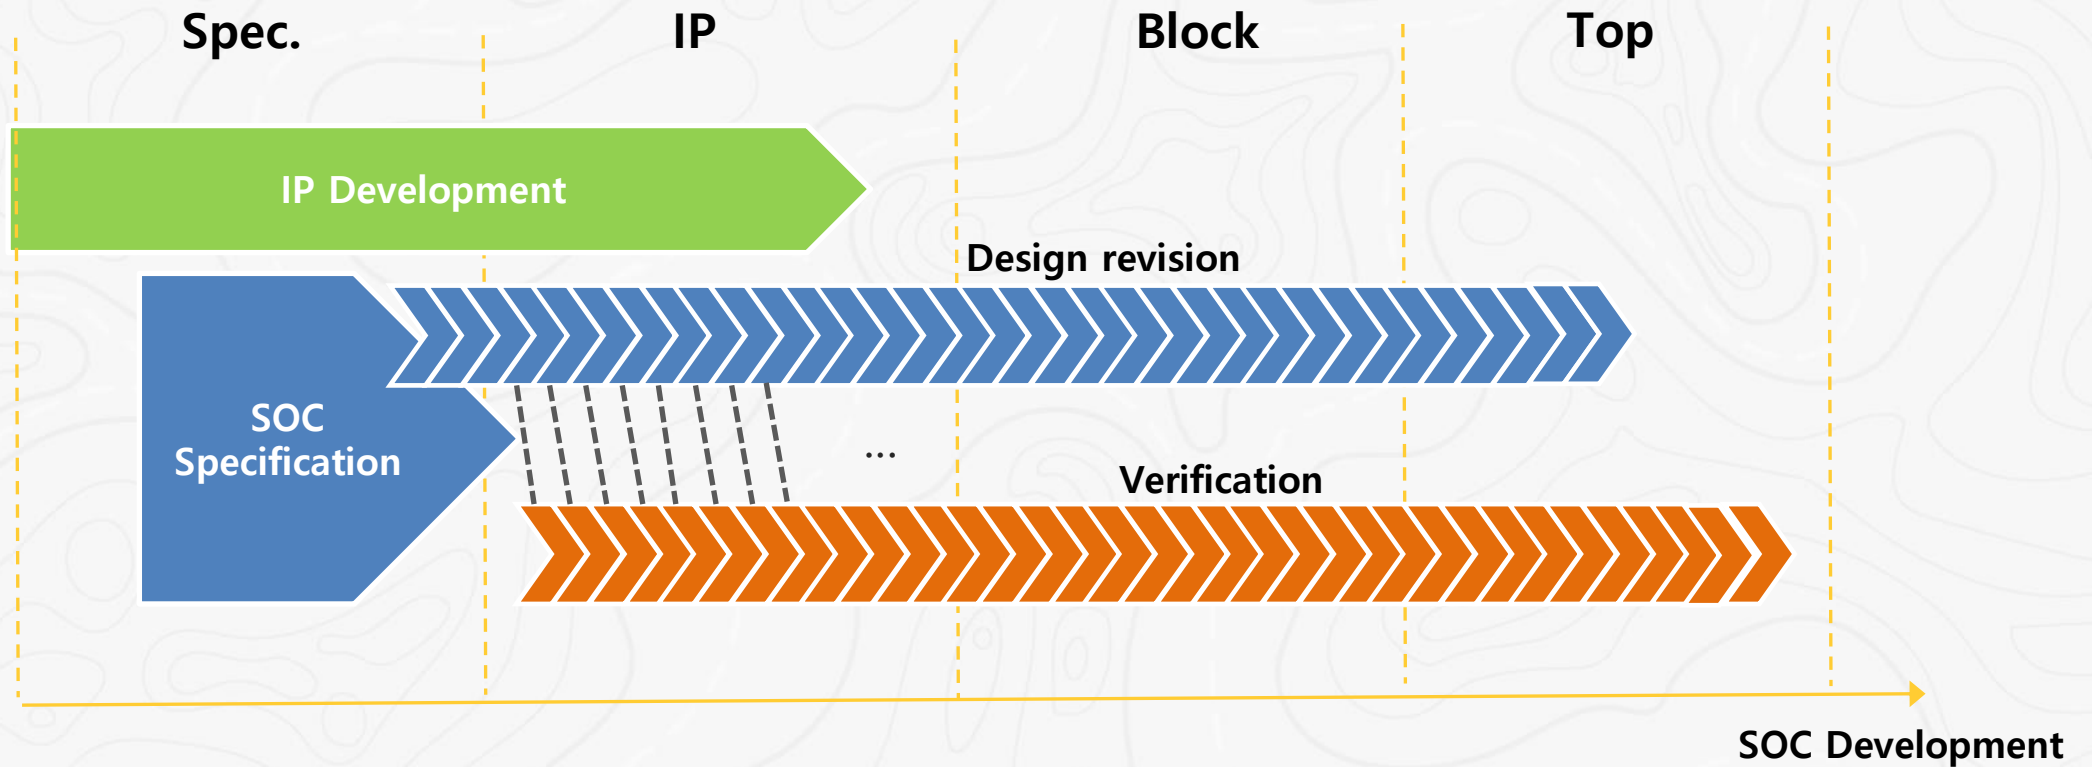 Spec.
IP
Block
Top
IP Development
Design revision
SOC
Specification
...
Verification
SOC Development